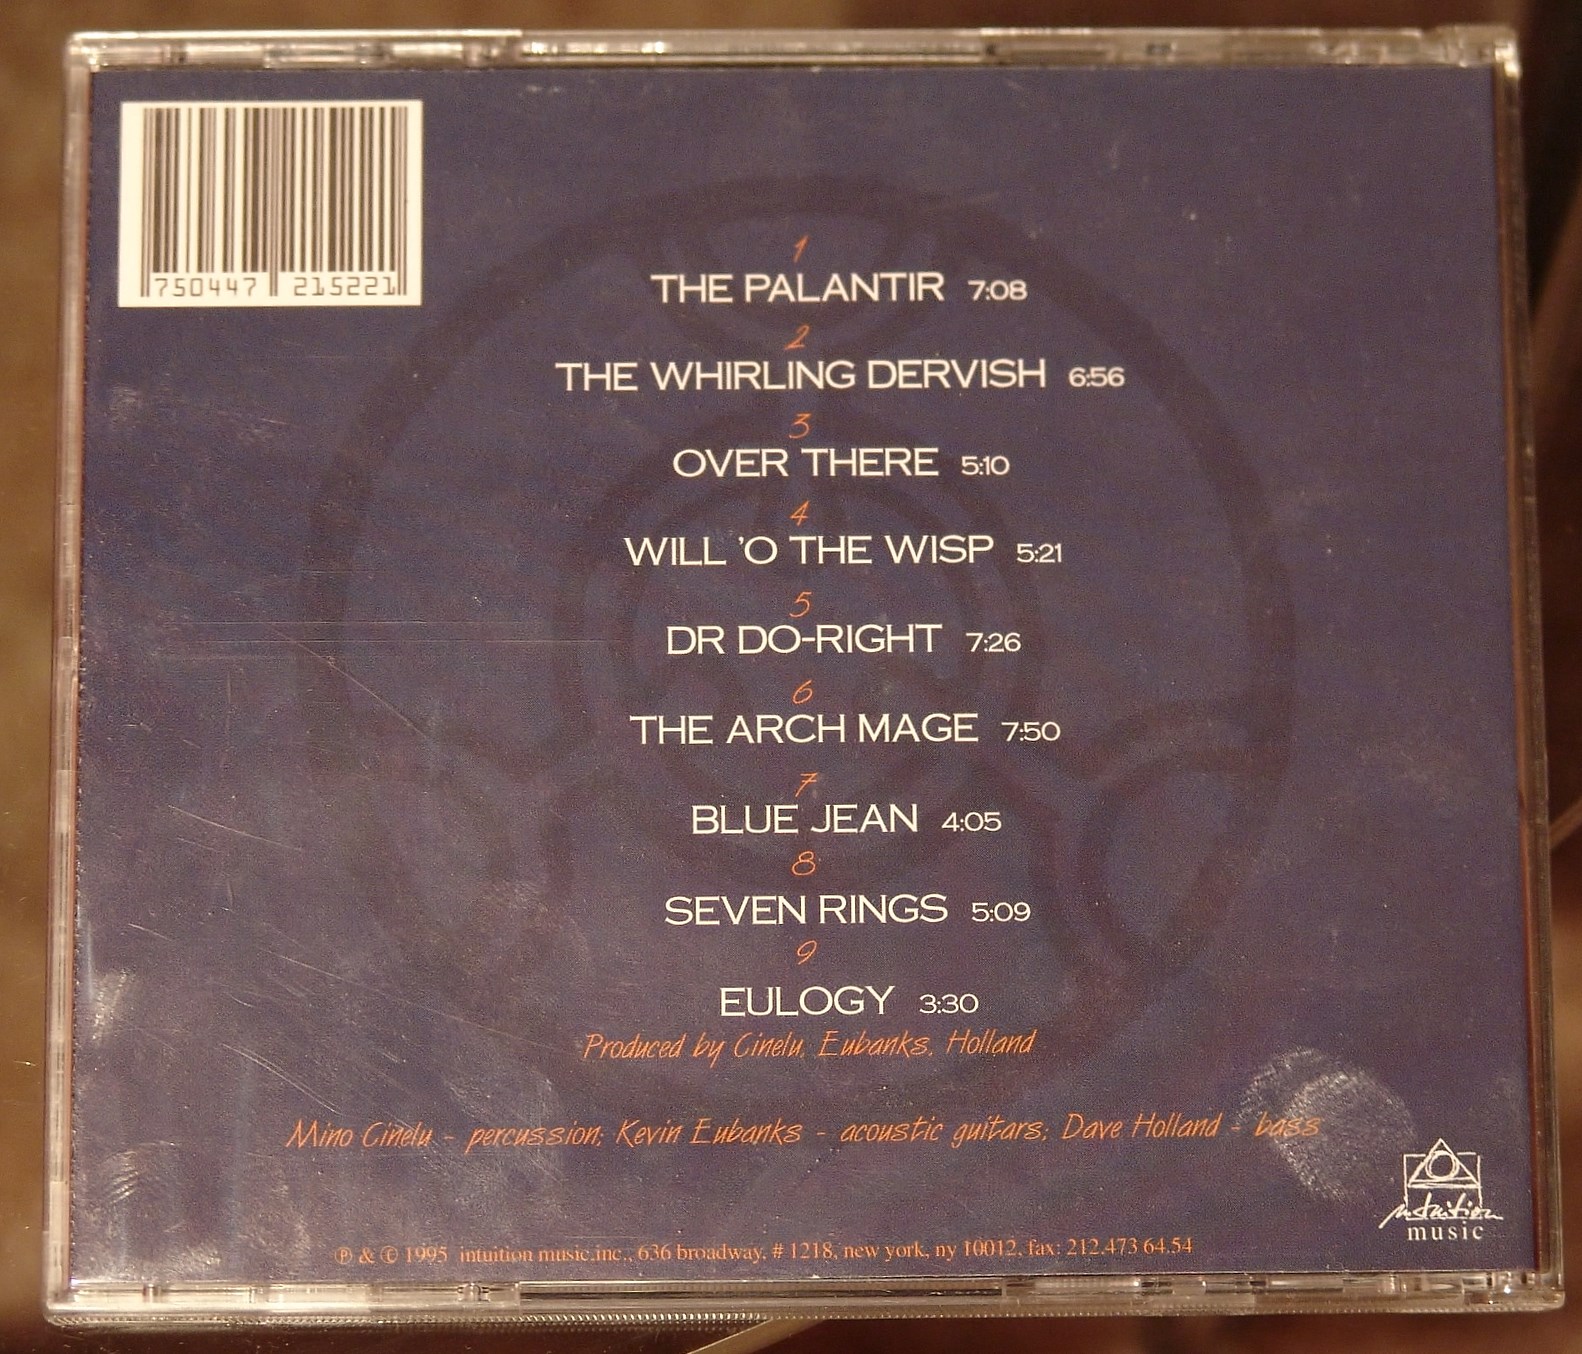 750447 215221
1
THE PALANTIR 7:08
2
THE WHIRLING DERVISH 6:56
3
OVER THERE 5:10
4
WILL 'O THE WISP 5:21
5
DR DO-RIGHT 7:26
6
THE ARCH MAGE 7:50
7
BLUE JEAN 4:05
8
SEVEN RINGS 5:09
9
EULOGY 3:30
Produced by Cinelu, Eubanks, Holland
Mino Cinelu - percussion; Kevin Eubanks - acoustic guitars; Dave Holland - bass
intuition
music
℗ & © 1995 intuition music.inc., 636 broadway, # 1218, new york, ny 10012, fax: 212.473 64.54